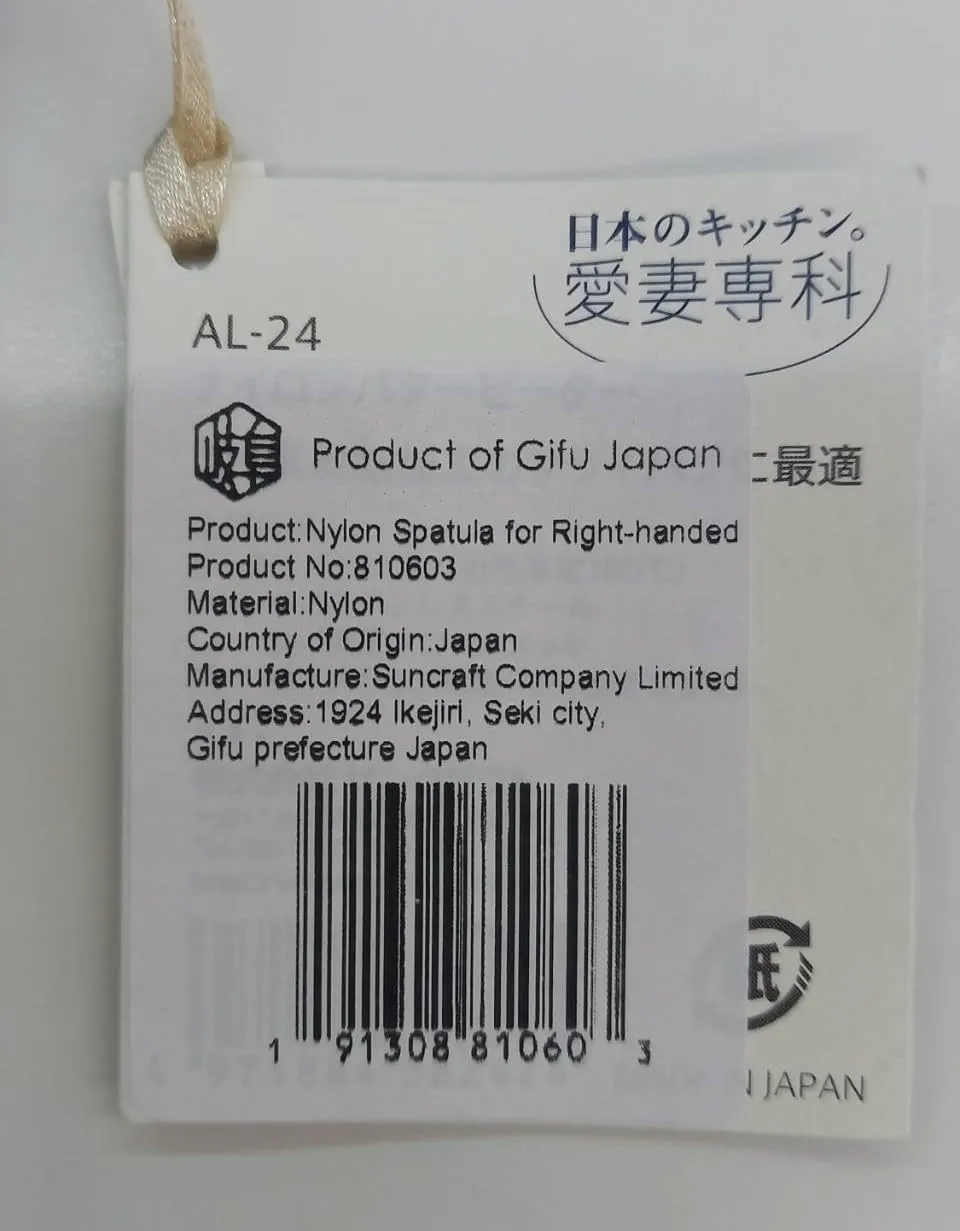 日本のキッチン。
愛妻専科
AL-24
Product of Gifu Japan
に最適
Product:Nylon Spatula for Right-handed
Product No:810603
Material:Nylon
Country of Origin:Japan
Manufacture:Suncraft Company Limited
Address:1924 Ikejiri, Seki city,
Gifu prefecture Japan
1 91308 81060 3
JAPAN